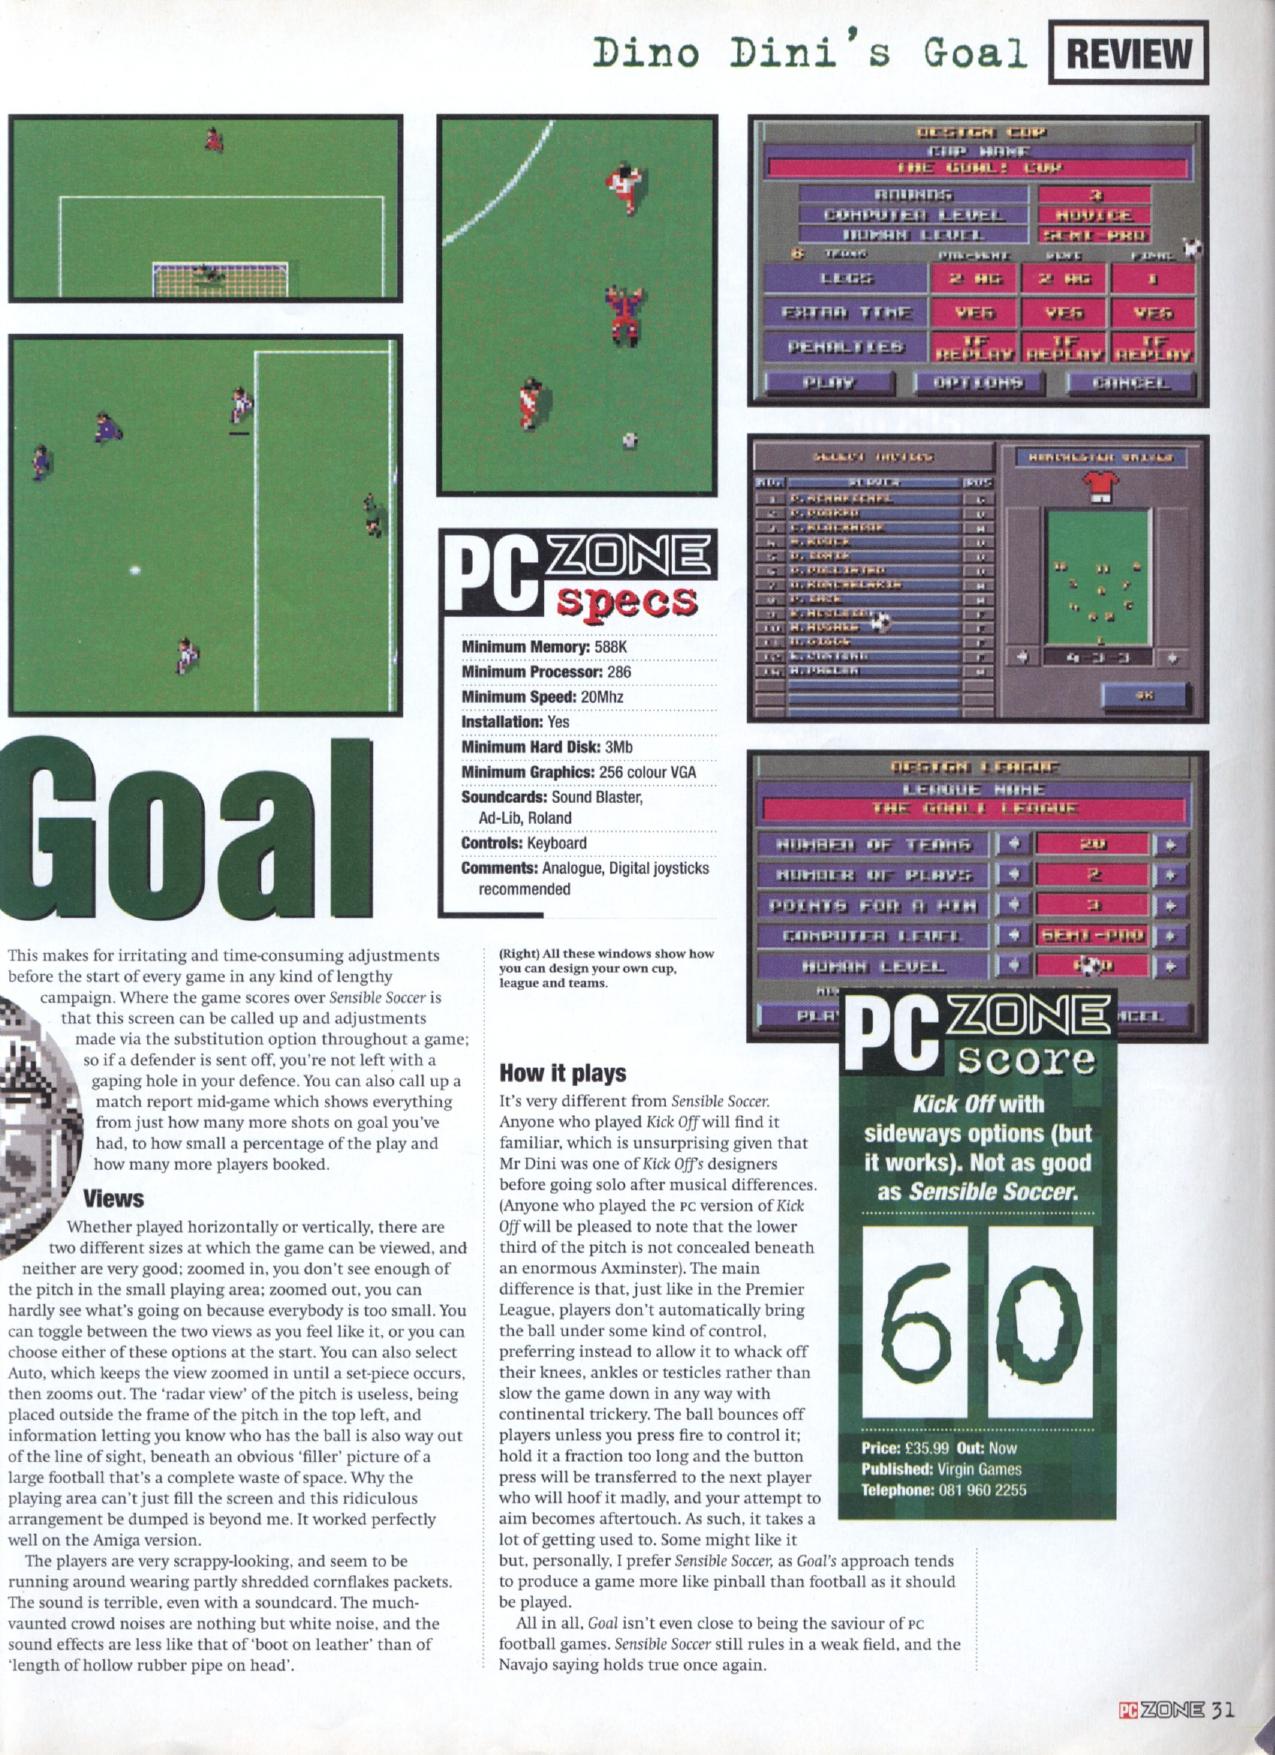 Dino Dini's Goal REVIEW
DESIGN CUP
CUP NAME
THE GOAL! CUP
ROUNDS 3
COMPUTER LEVEL NOVICE
HUMAN LEVEL SEMI-PRO
8 TEAMS FINAL
LEGS 2 AG 2 AG 1
EXTRA TIME YES YES YES
PENALTIES IF REPLAY IF REPLAY IF REPLAY
PLAY OPTIONS CANCEL
SELECT TACTICS MANCHESTER UNITED
PLAYER
4-3-3
OK
DESIGN LEAGUE
LEAGUE NAME
THE GOAL! LEAGUE
NUMBER OF TEAMS 20
NUMBER OF PLAYS 2
POINTS FOR A WIN 3
COMPUTER LEVEL SEMI-PRO
HUMAN LEVEL
PC ZONE
specs
Minimum Memory: 588K
Minimum Processor: 286
Minimum Speed: 20Mhz
Installation: Yes
Minimum Hard Disk: 3Mb
Minimum Graphics: 256 colour VGA
Soundcards: Sound Blaster,
Ad-Lib, Roland
Controls: Keyboard
Comments: Analogue, Digital joysticks
recommended
Goal
This makes for irritating and time-consuming adjustments
before the start of every game in any kind of lengthy
campaign. Where the game scores over Sensible Soccer is
that this screen can be called up and adjustments
made via the substitution option throughout a game;
so if a defender is sent off, you're not left with a
gaping hole in your defence. You can also call up a
match report mid-game which shows everything
from just how many more shots on goal you've
had, to how small a percentage of the play and
how many more players booked.
Views
Whether played horizontally or vertically, there are
two different sizes at which the game can be viewed, and
neither are very good; zoomed in, you don't see enough of
the pitch in the small playing area; zoomed out, you can
hardly see what's going on because everybody is too small. You
can toggle between the two views as you feel like it, or you can
choose either of these options at the start. You can also select
Auto, which keeps the view zoomed in until a set-piece occurs,
then zooms out. The 'radar view' of the pitch is useless, being
placed outside the frame of the pitch in the top left, and
information letting you know who has the ball is also way out
of the line of sight, beneath an obvious 'filler' picture of a
large football that's a complete waste of space. Why the
playing area can't just fill the screen and this ridiculous
arrangement be dumped is beyond me. It worked perfectly
well on the Amiga version.
The players are very scrappy-looking, and seem to be
running around wearing partly shredded cornflakes packets.
The sound is terrible, even with a soundcard. The much-
vaunted crowd noises are nothing but white noise, and the
sound effects are less like that of 'boot on leather' than of
'length of hollow rubber pipe on head'.
(Right) All these windows show how
you can design your own cup,
league and teams.
How it plays
It's very different from Sensible Soccer.
Anyone who played Kick Off will find it
familiar, which is unsurprising given that
Mr Dini was one of Kick Off's designers
before going solo after musical differences.
(Anyone who played the PC version of Kick
Off will be pleased to note that the lower
third of the pitch is not concealed beneath
an enormous Axminster). The main
difference is that, just like in the Premier
League, players don't automatically bring
the ball under some kind of control,
preferring instead to allow it to whack off
their knees, ankles or testicles rather than
slow the game down in any way with
continental trickery. The ball bounces off
players unless you press fire to control it;
hold it a fraction too long and the button
press will be transferred to the next player
who will hoof it madly, and your attempt to
aim becomes aftertouch. As such, it takes a
lot of getting used to. Some might like it
but, personally, I prefer Sensible Soccer, as Goal's approach tends
to produce a game more like pinball than football as it should
be played.
All in all, Goal isn't even close to being the saviour of PC
football games. Sensible Soccer still rules in a weak field, and the
Navajo saying holds true once again.
PC ZONE
score
Kick Off with
sideways options (but
it works). Not as good
as Sensible Soccer.
60
Price: £35.99 Out: Now
Published: Virgin Games
Telephone: 081 960 2255
PC ZONE 31